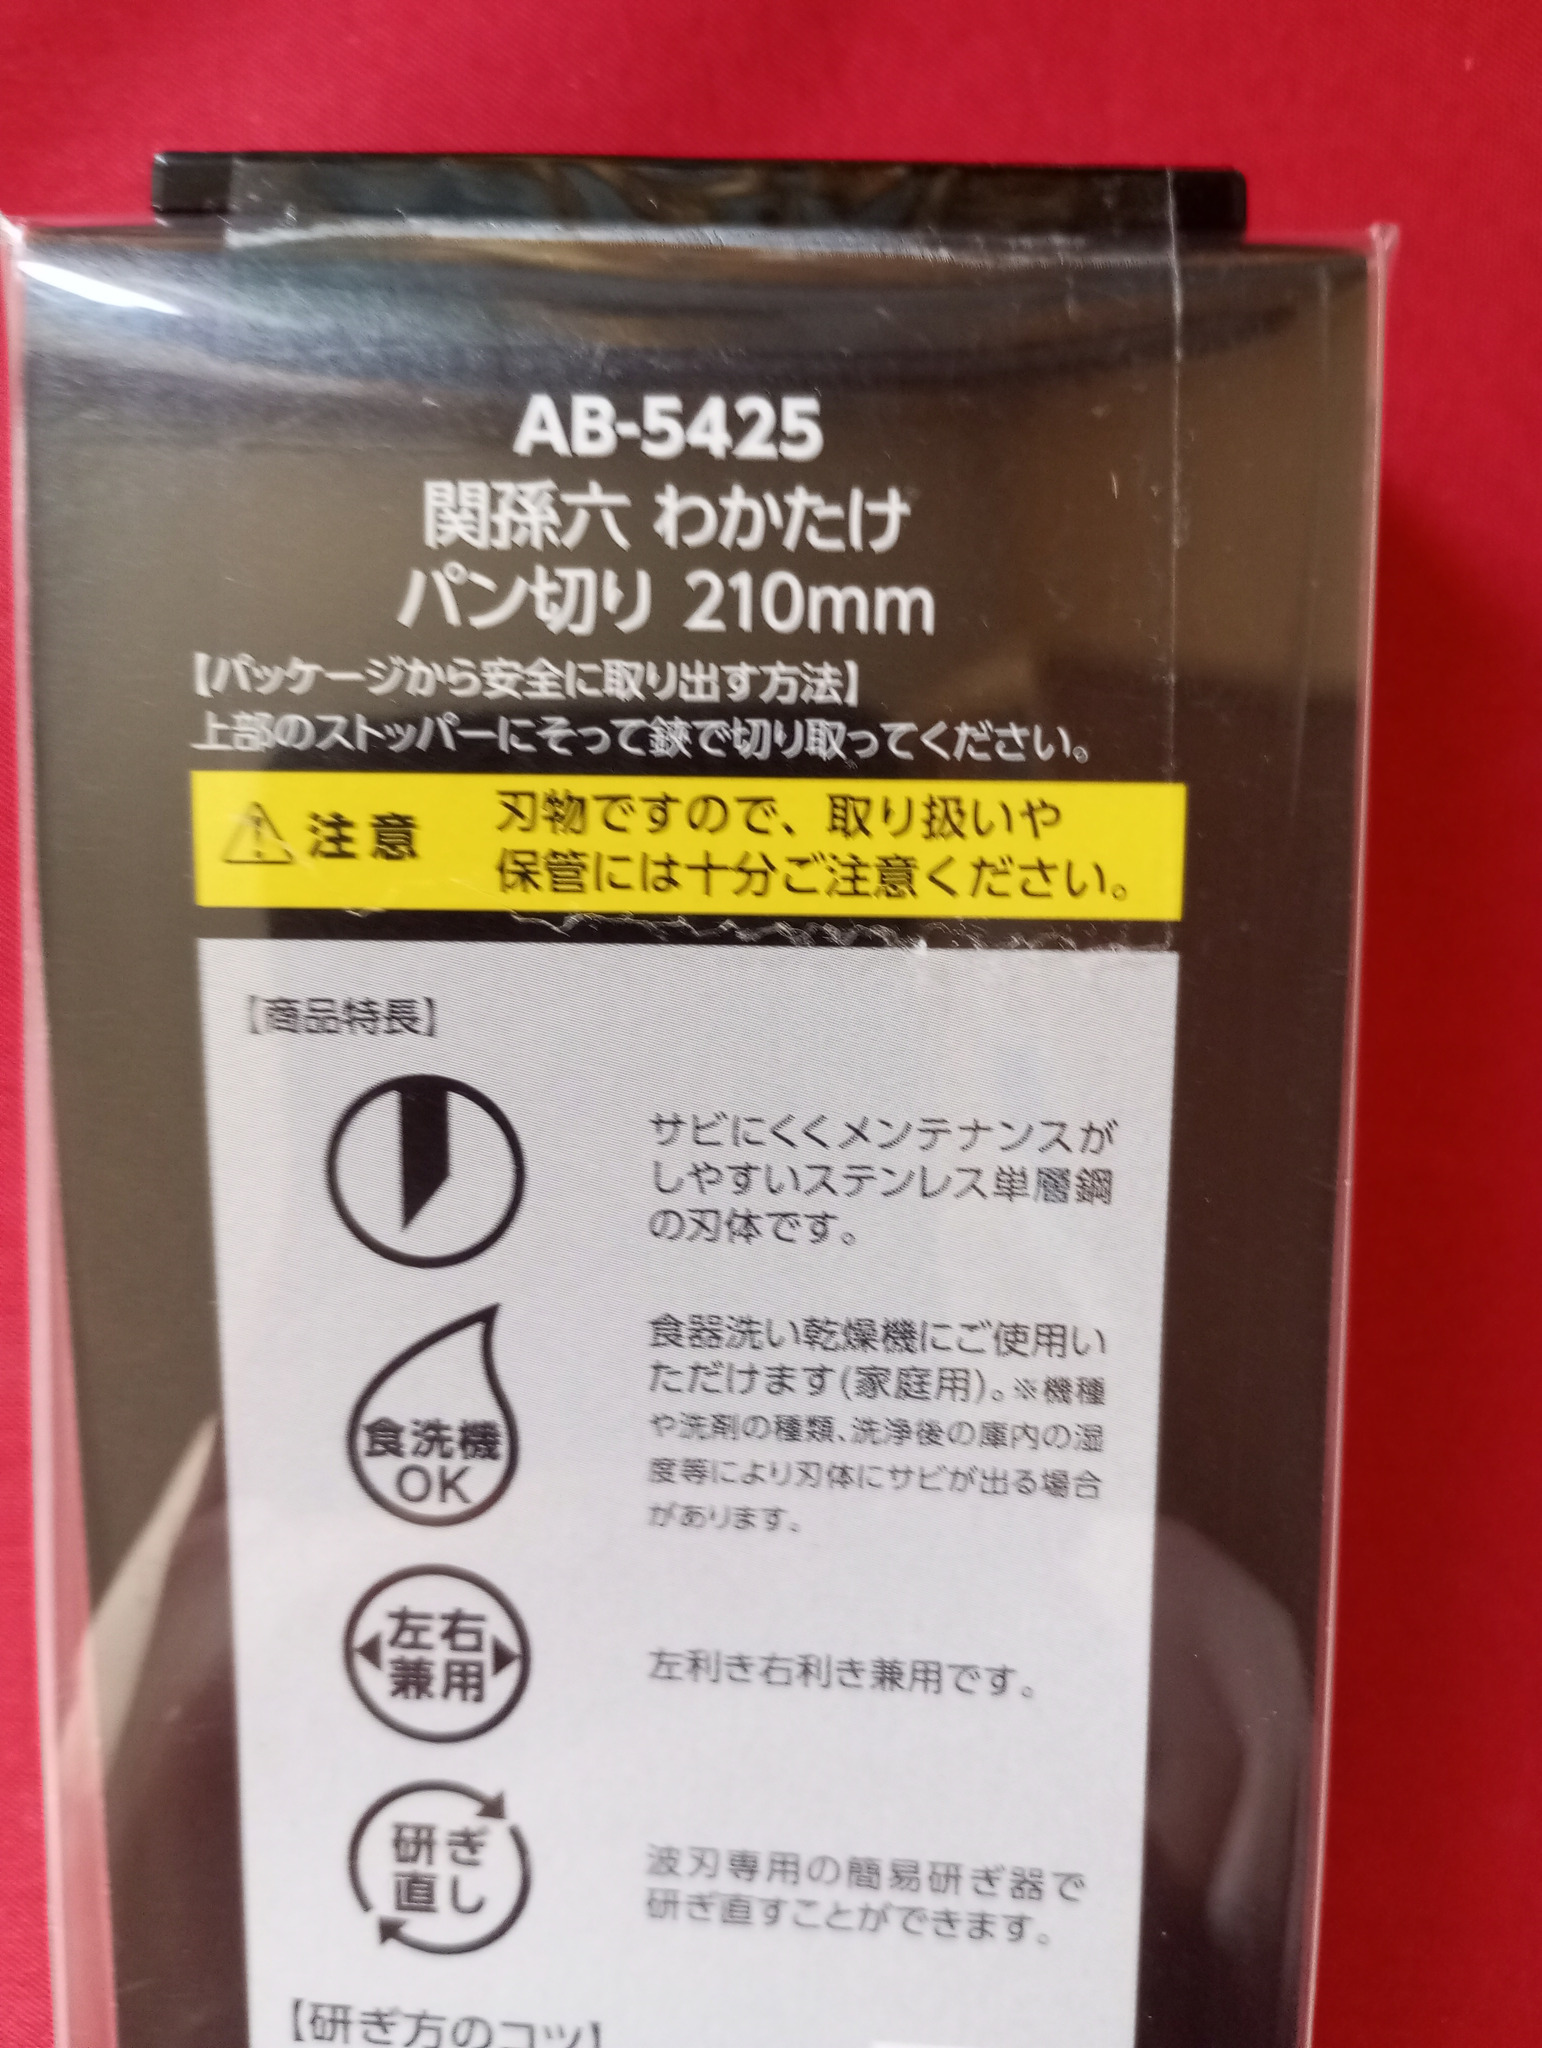 AB-5425
関孫六 わかたけ
パン切り 210mm
【パッケージから安全に取り出す方法】
上部のストッパーにそって鋏で切り取ってください。
注意
刃物ですので、取り扱いや
保管には十分ご注意ください。
【商品特長】
サビにくくメンテナンスが
しやすいステンレス単層鋼
の刃体です。
食洗機
OK
食器洗い乾燥機にご使用い
ただけます(家庭用)。※機種
や洗剤の種類、洗浄後の庫内の湿
度等により刃体にサビが出る場合
があります。
左右
兼用
左利き右利き兼用です。
研ぎ
直し
波刃専用の簡易研ぎ器で
研ぎ直すことができます。
【研ぎ方のコツ】